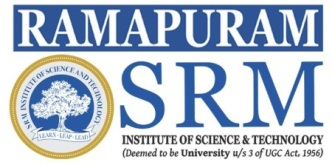 RAMAPURAM
SRM
INSTITUTE OF SCIENCE & TECHNOLOGY
(Deemed to be University u/s 3 of UGC Act, 1956)
SRM INSTITUTE OF SCIENCE AND TECHNOLOGY
LEARN - LEAP - LEAD